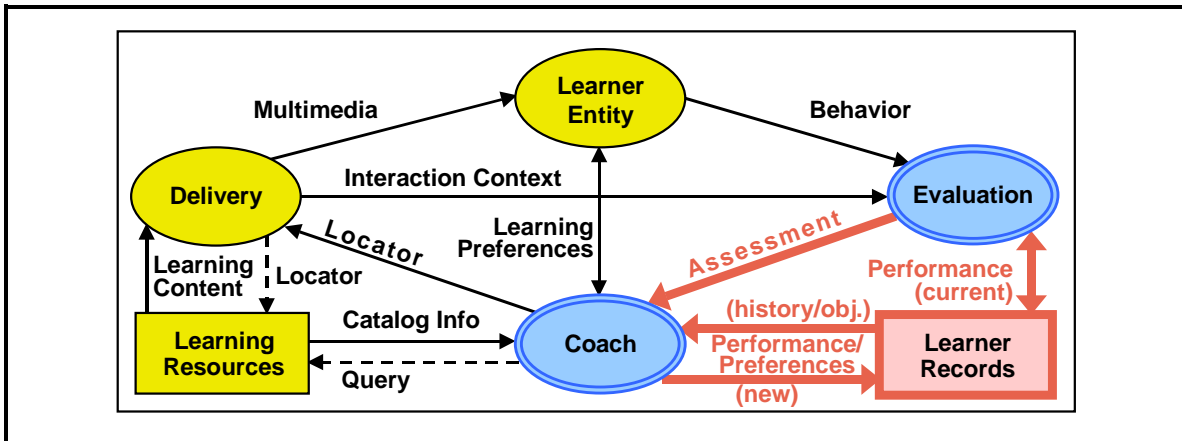 Learner
Entity
Multimedia
Behavior
Delivery
Interaction Context
Evaluation
Locator
Learning
Preferences
Assessment
Learning
Content
Locator
Performance
(current)
Learning
Resources
Catalog Info
Query
Coach
(history/obj.)
Performance/
Preferences
(new)
Learner
Records